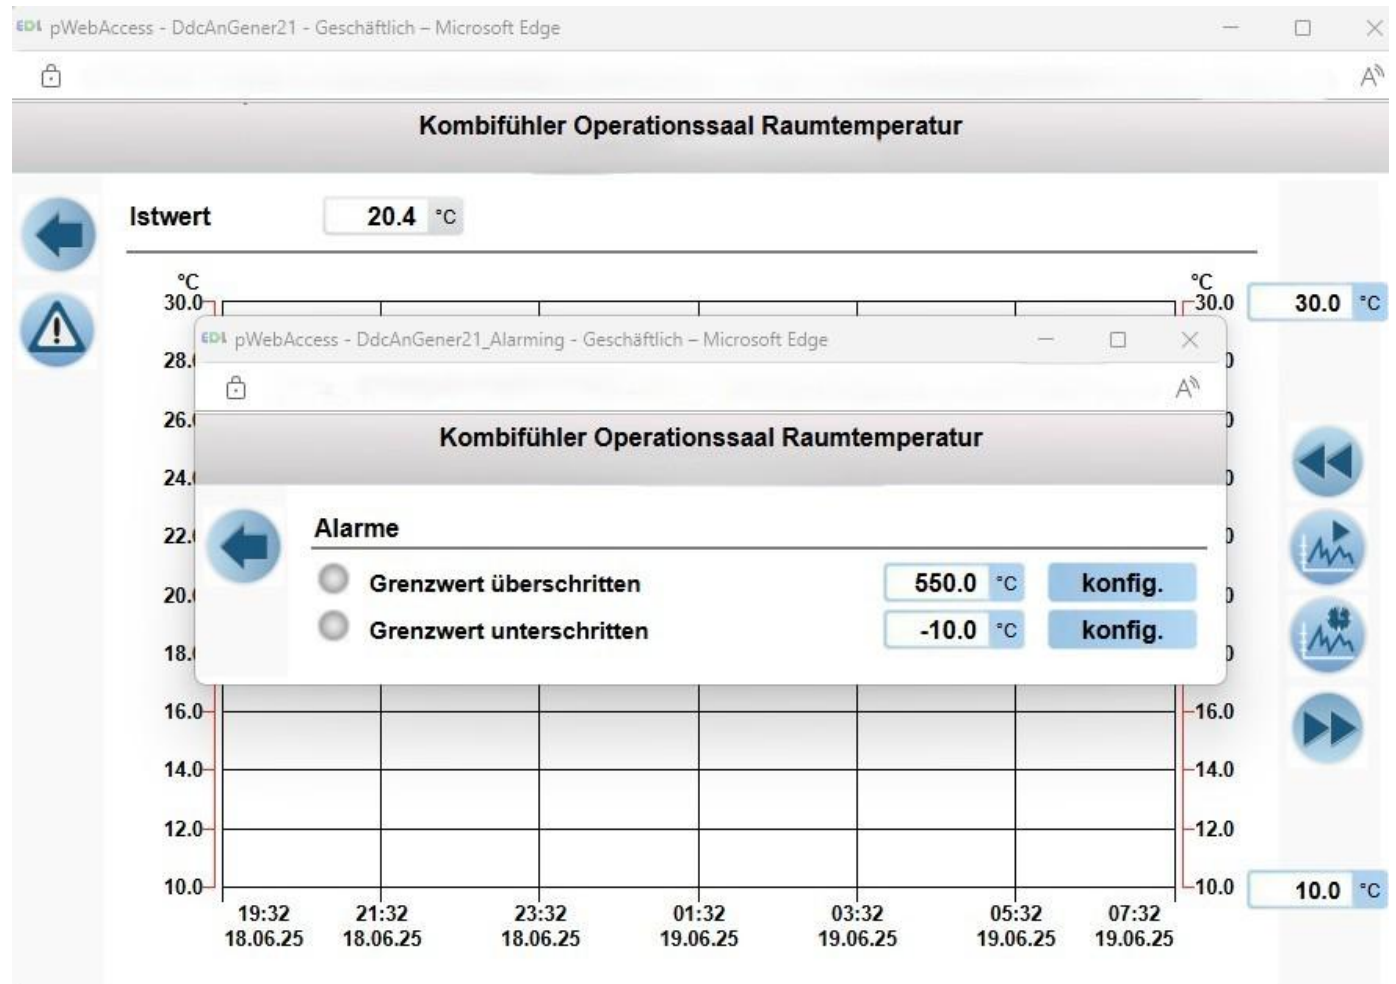 EDL pWebAccess - DdcAnGener21 - Geschäftlich – Microsoft Edge
Kombifühler Operationssaal Raumtemperatur
Istwert 20.4 °C
°C °C
30.0 30.0 30.0 °C
EDL pWebAccess - DdcAnGener21_Alarming - Geschäftlich – Microsoft Edge
28.
26.
Kombifühler Operationssaal Raumtemperatur
24.
22.
Alarme
Grenzwert überschritten 550.0 °C konfig.
20.
Grenzwert unterschritten -10.0 °C konfig.
18.
16.0 16.0
14.0 14.0
12.0 12.0
10.0 10.0 10.0 °C
19:32 21:32 23:32 01:32 03:32 05:32 07:32
18.06.25 18.06.25 18.06.25 19.06.25 19.06.25 19.06.25 19.06.25